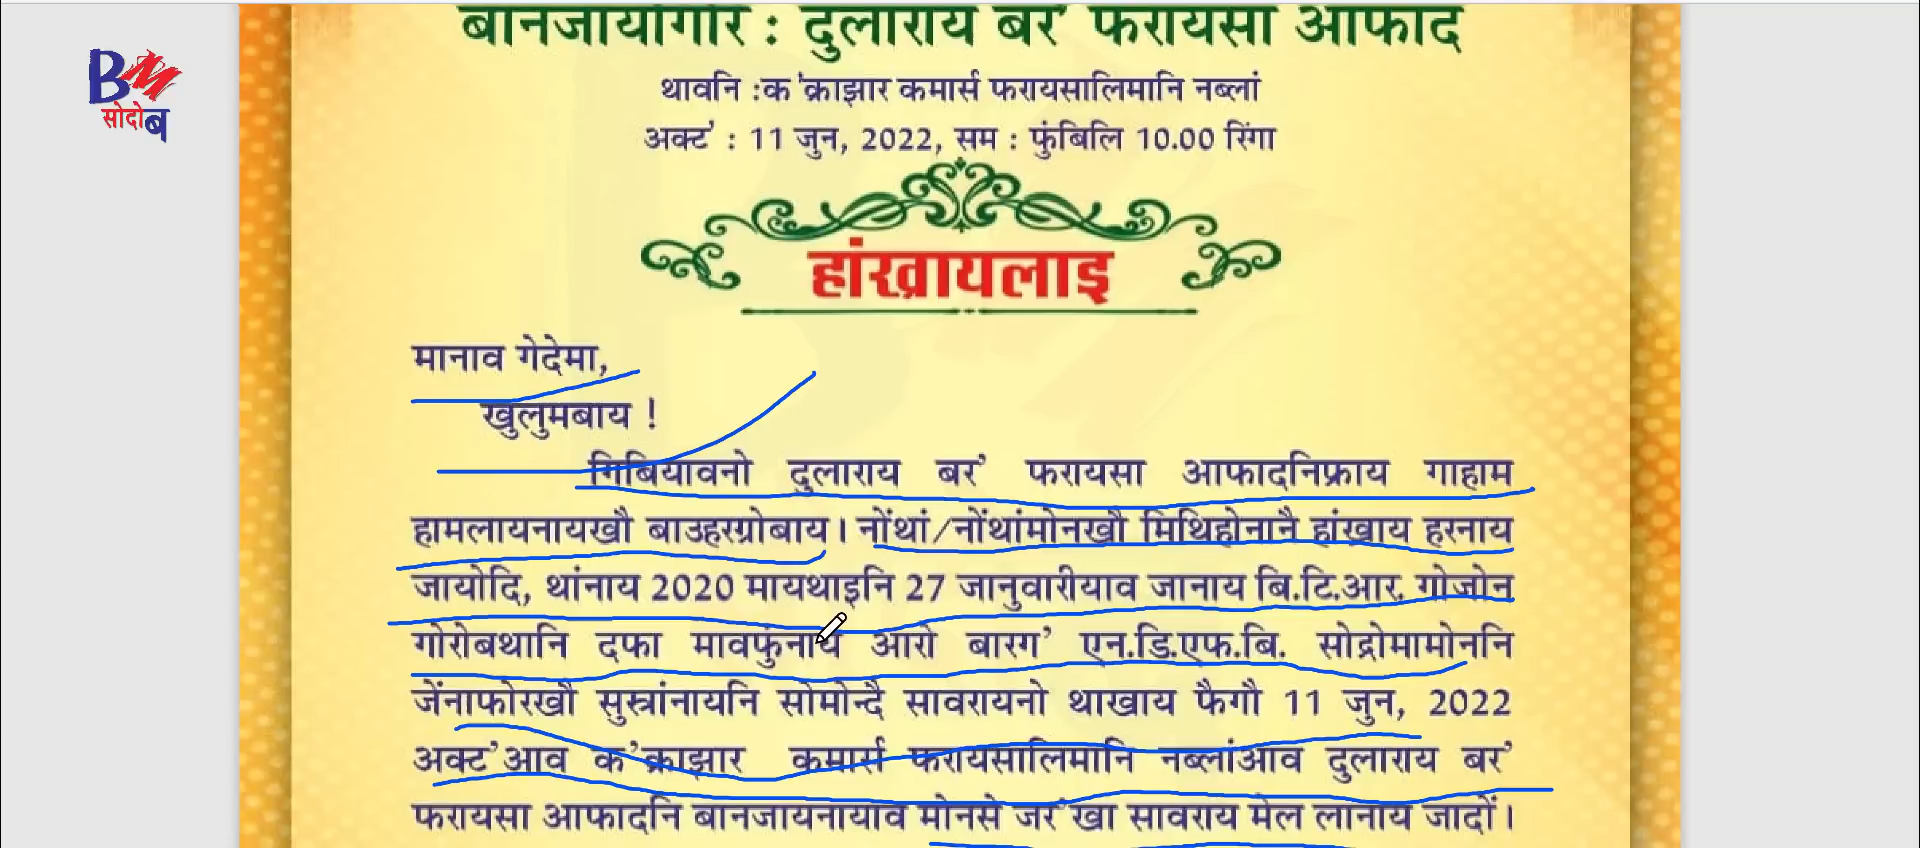 BM
सोदोब
बानजायगिार : दुलाराय बर' फरायसा आफाद
थावनि :क'क्राझार कमार्स फरायसालिमानि नब्लां
अक्ट' : 11 जुन, 2022, सम : फुंबिलि 10.00 रिंगा
हांख्रायलाइ
मानाव गेदेमा,
खुलुमबाय !
गिबियावनो दुलाराय बर' फरायसा आफादनिफ्राय गाहाम
हामलायनायखौ बाउहरग्रोबाय। नोंथां/नोंथांमोनखौ मिथिहोनानै हांख्राय हरनाय
जायोदि, थांनाय 2020 मायथाइनि 27 जानुवारीयाव जानाय बि.टि.आर. गोजोन
गोरोबथानि दफा मावफुंनाय आरो बारग' एन.डि.एफ.बि. सोद्रोमामोननि
जेंनाफोरखौ सुस्रांनायनि सोमोन्दै सावरायनो थाखाय फैगौ 11 जुन, 2022
अक्ट'आव क'क्राझार कमार्स फरायसालिमानि नब्लांआव दुलाराय बर'
फरायसा आफादनि बानजायनायाव मोनसे जर'खा सावराय मेल लानाय जादों।